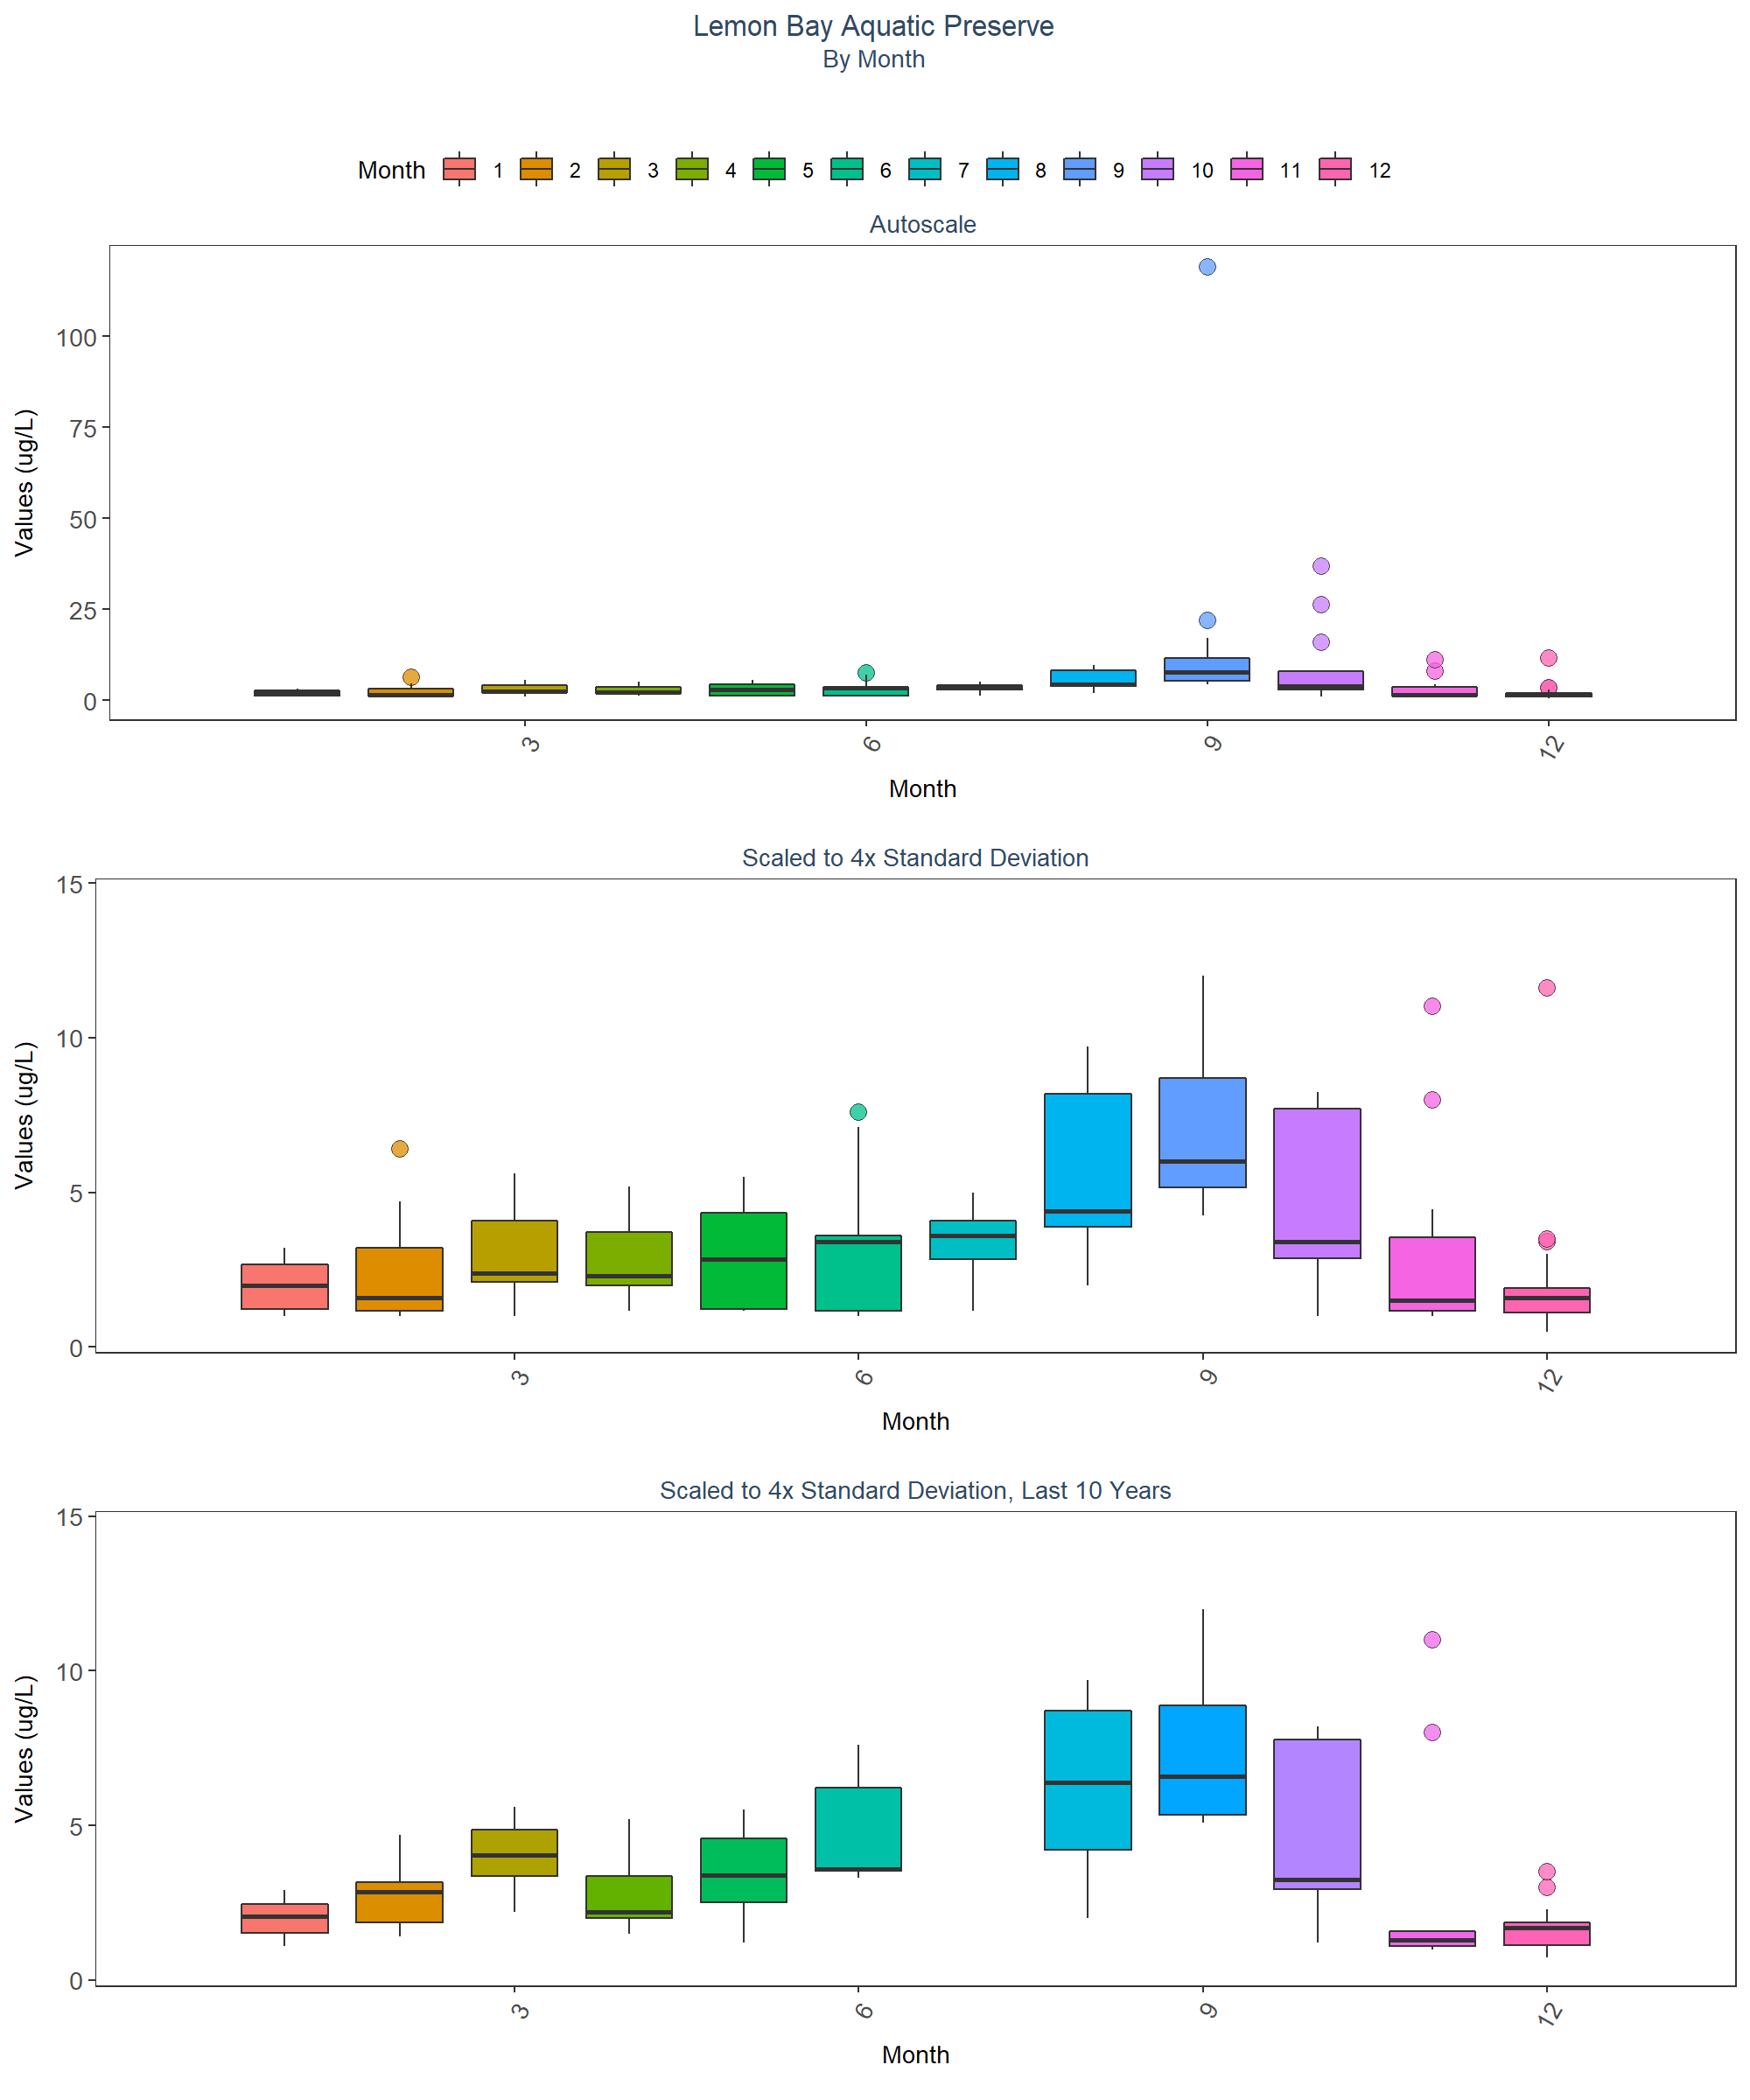 Lemon Bay Aquatic Preserve
By Month
Month 1 2 3 4 5 6 7 8 9 10 11 12
Autoscale
100
75
50
25
0
Values (ug/L)
3 6 9 12
Month
Scaled to 4x Standard Deviation
15
10
5
0
Values (ug/L)
3 6 9 12
Month
Scaled to 4x Standard Deviation, Last 10 Years
15
10
5
0
Values (ug/L)
3 6 9 12
Month